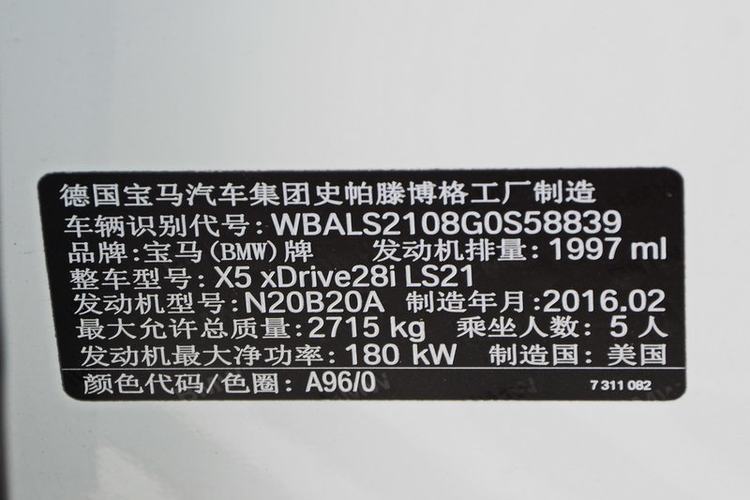 德国宝马汽车集团史帕滕博格工厂制造
车辆识别代号: WBALS2108G0S58839
品牌:宝马(BMW)牌 发动机排量: 1997 ml
整车型号: X5 xDrive28i LS21
发动机型号:N20B20A 制造年月:2016.02
最大允许总质量:2715 kg 乘坐人数: 5 人
发动机最大净功率: 180 kW 制造国: 美国
颜色代码/色圈: A96/0 7 311 082